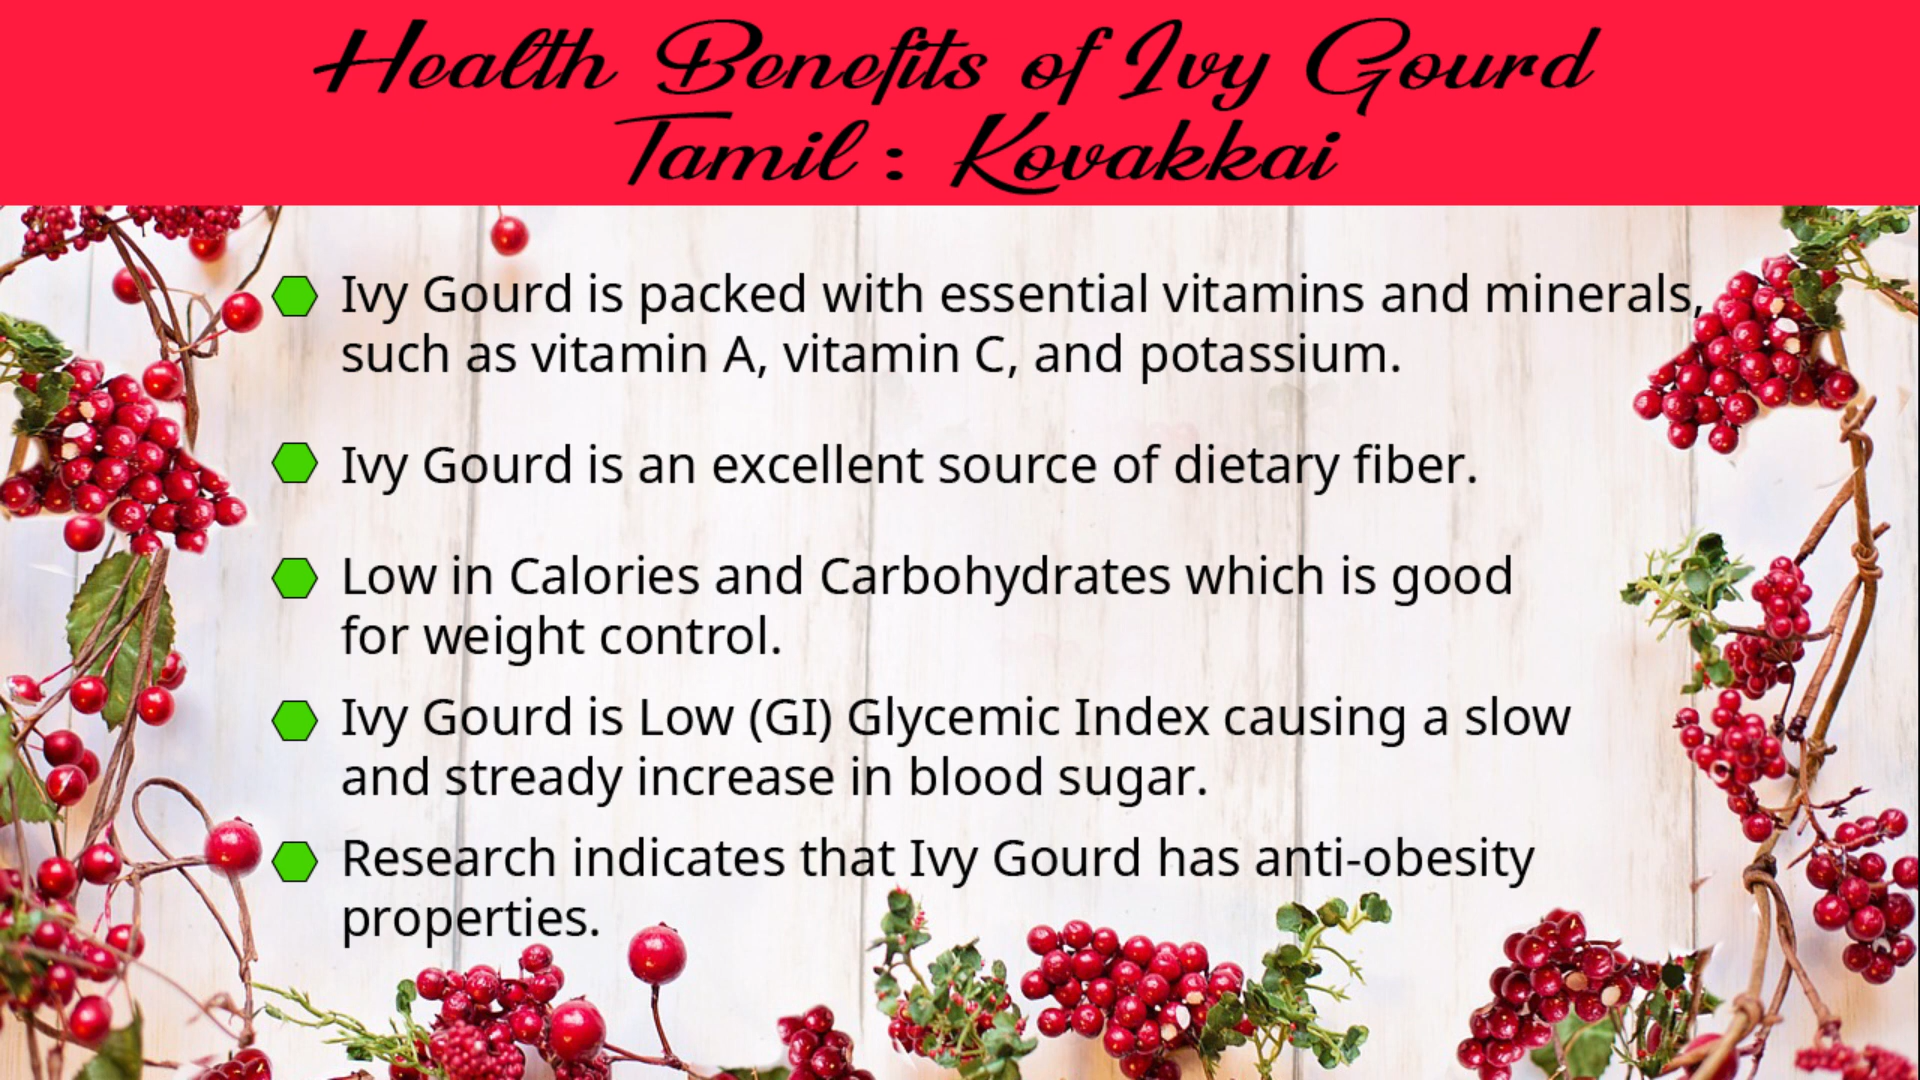 Health Benefits of Ivy Gourd
Tamil : Kovakkai
Ivy Gourd is packed with essential vitamins and minerals,
such as vitamin A, vitamin C, and potassium.
Ivy Gourd is an excellent source of dietary fiber.
Low in Calories and Carbohydrates which is good
for weight control.
Ivy Gourd is Low (GI) Glycemic Index causing a slow
and stready increase in blood sugar.
Research indicates that Ivy Gourd has anti-obesity
properties.